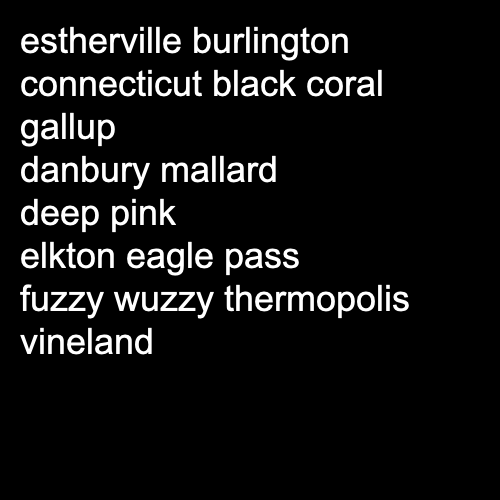 estherville burlington
connecticut black coral
gallup
danbury mallard
deep pink
elkton eagle pass
fuzzy wuzzy thermopolis
vineland